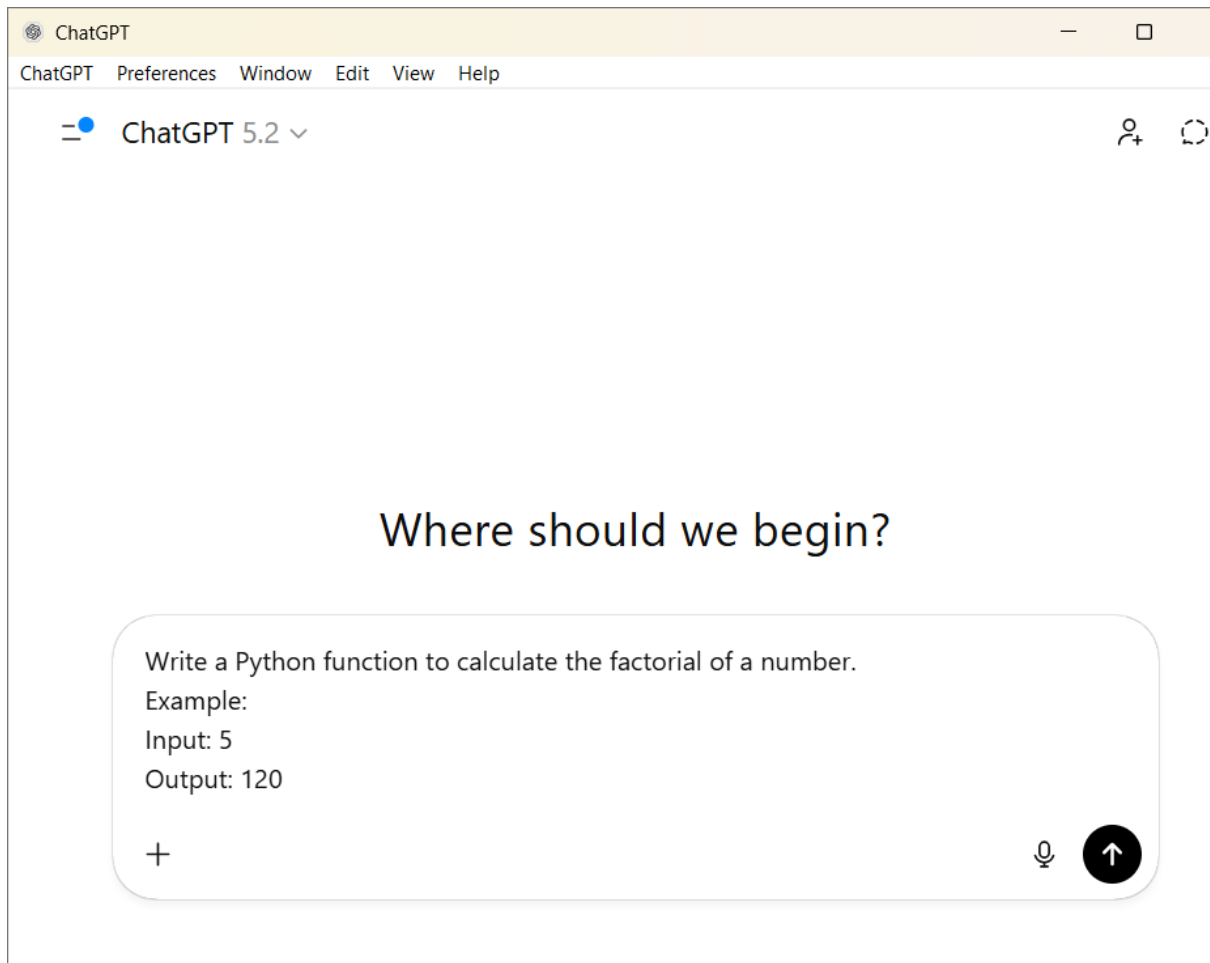 ChatGPT
ChatGPT Preferences Window Edit View Help
ChatGPT 5.2
Where should we begin?
Write a Python function to calculate the factorial of a number.
Example:
Input: 5
Output: 120